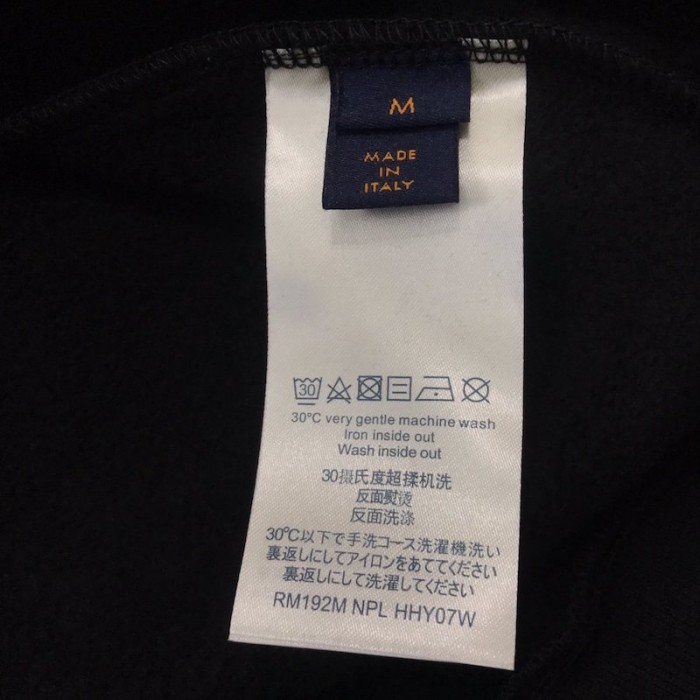 M
MADE
IN
ITALY
30
30°C very gentle machine wash
Iron inside out
Wash inside out
30摄氏度超揉机洗
反面熨烫
反面洗涤
30℃以下で手洗コース洗濯機洗い
裏返しにしてアイロンをあててください
裏返しにして洗濯してください
RM192M NPL HHY07W